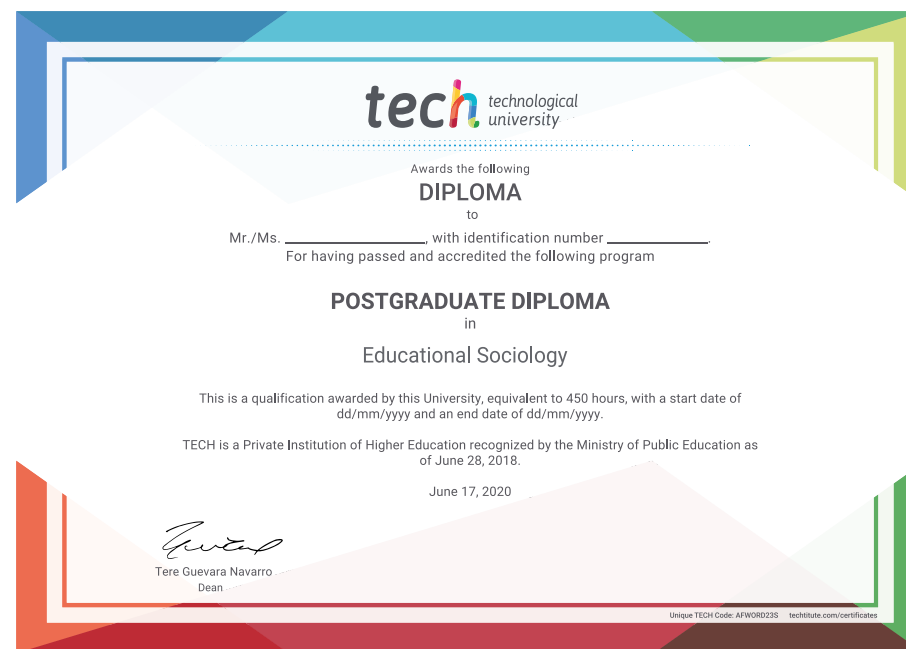 tech technological
university
Awards the following
DIPLOMA
to
Mr./Ms. ____________________, with identification number ______________.
For having passed and accredited the following program
POSTGRADUATE DIPLOMA
in
Educational Sociology
This is a qualification awarded by this University, equivalent to 450 hours, with a start date of
dd/mm/yyyy and an end date of dd/mm/yyyy.
TECH is a Private Institution of Higher Education recognized by the Ministry of Public Education as
of June 28, 2018.
June 17, 2020
Tere Guevara Navarro
Dean
Unique TECH Code: AFWORD23S techtitute.com/certificates